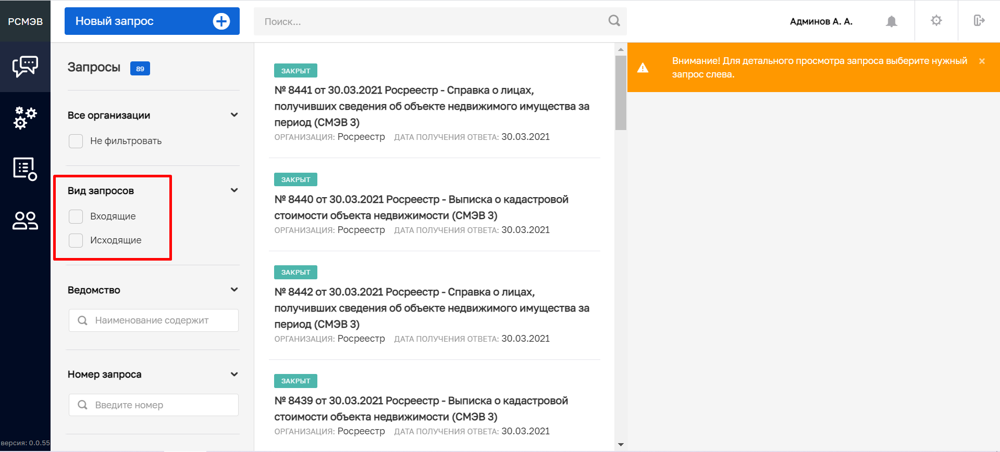 РСМЭВ
Новый запрос
Поиск...
Админов А. А.
Запросы 89
Все организации
Не фильтровать
Вид запросов
Входящие
Исходящие
Ведомство
Наименование содержит
Номер запроса
Введите номер
версия: 0.0.55
ЗАКРЫТ
№ 8441 от 30.03.2021 Росреестр - Справка о лицах,
получивших сведения об объекте недвижимого имущества за
период (СМЭВ 3)
ОРГАНИЗАЦИЯ: Росреестр ДАТА ПОЛУЧЕНИЯ ОТВЕТА: 30.03.2021
ЗАКРЫТ
№ 8440 от 30.03.2021 Росреестр - Выписка о кадастровой
стоимости объекта недвижимости (СМЭВ 3)
ОРГАНИЗАЦИЯ: Росреестр ДАТА ПОЛУЧЕНИЯ ОТВЕТА: 30.03.2021
ЗАКРЫТ
№ 8442 от 30.03.2021 Росреестр - Справка о лицах,
получивших сведения об объекте недвижимого имущества за
период (СМЭВ 3)
ОРГАНИЗАЦИЯ: Росреестр ДАТА ПОЛУЧЕНИЯ ОТВЕТА: 30.03.2021
ЗАКРЫТ
№ 8439 от 30.03.2021 Росреестр - Выписка о кадастровой
стоимости объекта недвижимости (СМЭВ 3)
ОРГАНИЗАЦИЯ: Росреестр ДАТА ПОЛУЧЕНИЯ ОТВЕТА: 30.03.2021
Внимание! Для детального просмотра запроса выберите нужный
запрос слева.